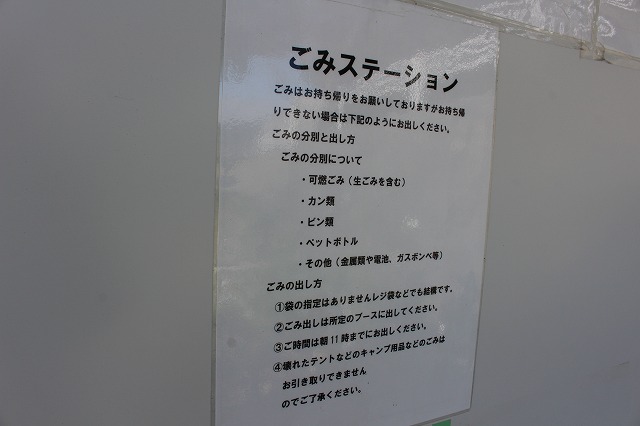 ごみステーション
ごみはお持ち帰りをお願いしておりますがお持ち帰
りできない場合は下記のようにお出しください。
ごみの分別と出し方
ごみの分別について
・可燃ごみ（生ごみを含む）
・カン類
・ビン類
・ペットボトル
・その他（金属類や電池、ガスボンベ等）
ごみの出し方
①袋の指定はありませんレジ袋などでも結構です。
②ごみ出しは所定のブースに出してください。
③ご時間は朝11時までにお出しください。
④壊れたテントなどのキャンプ用品などのごみは
お引き取りできません
のでご了承ください。